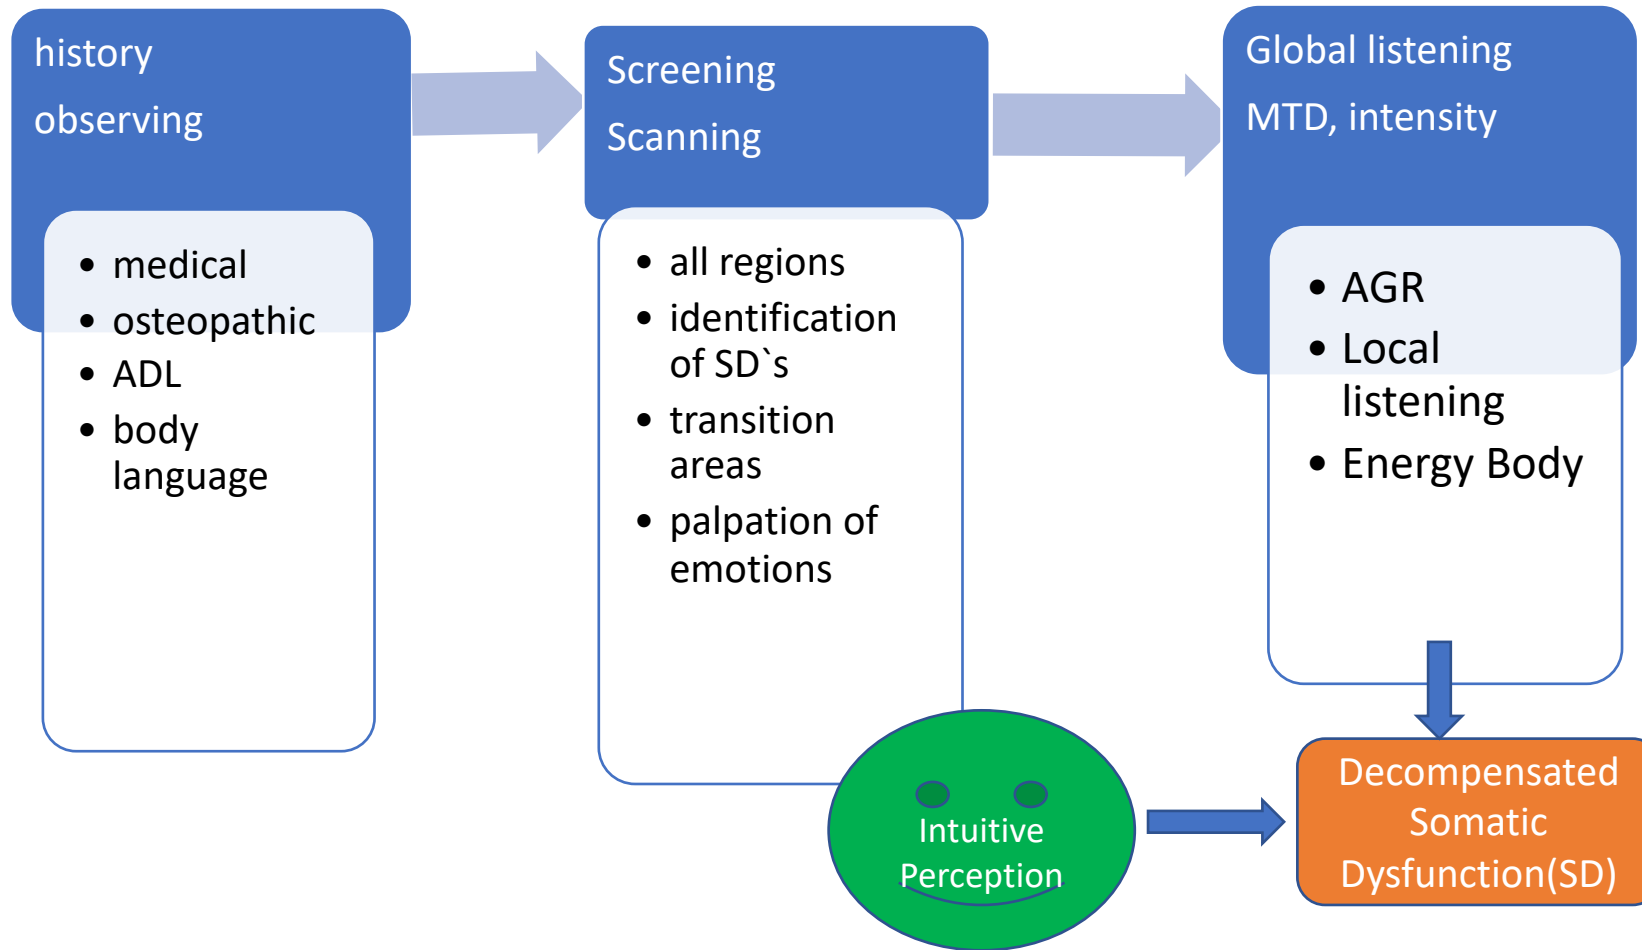 history
observing
• medical
• osteopathic
• ADL
• body
language
Screening
Scanning
• all regions
• identification
of SD`s
• transition
areas
• palpation of
emotions
Global listening
MTD, intensity
• AGR
• Local
listening
• Energy Body
Intuitive
Perception
Decompensated
Somatic
Dysfunction(SD)